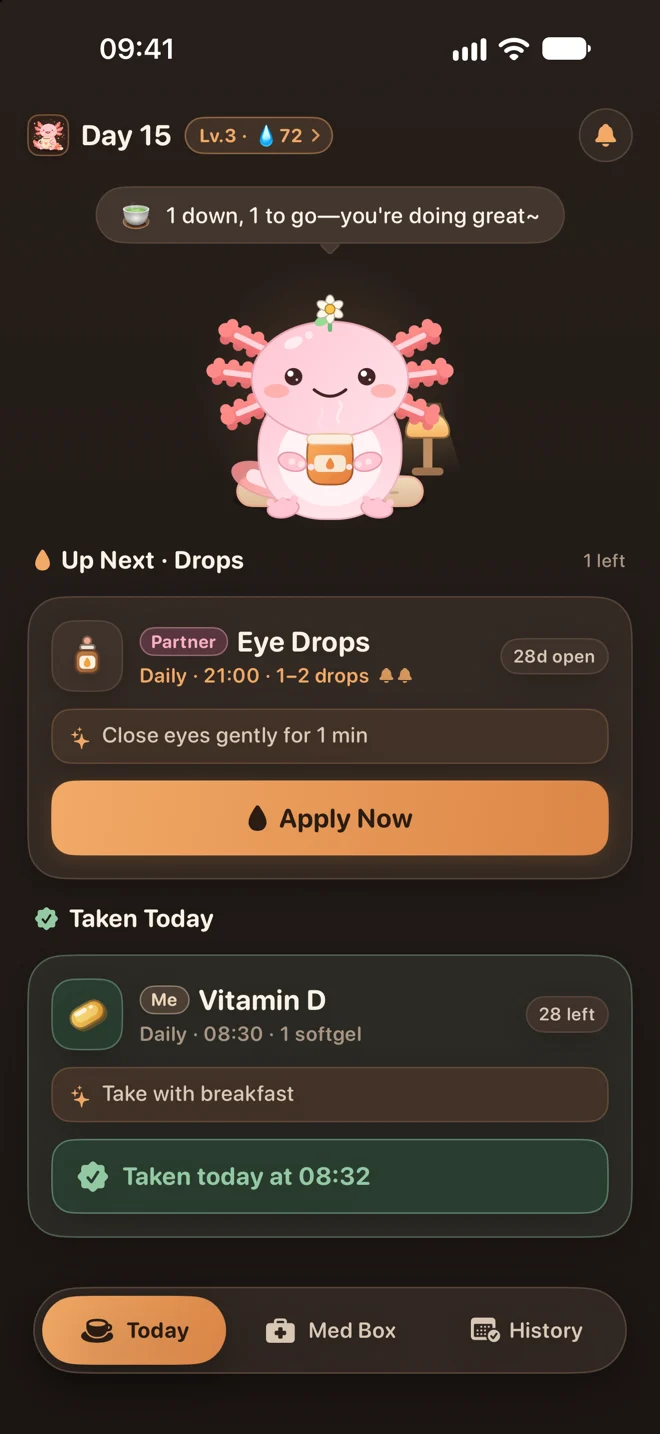 09:41
Day 15
Lv.3 · 💧72 >
🍵 1 down, 1 to go—you're doing great~
Up Next · Drops
1 left
Partner Eye Drops
28d open
Daily · 21:00 · 1–2 drops
Close eyes gently for 1 min
Apply Now
Taken Today
Me Vitamin D
28 left
Daily · 08:30 · 1 softgel
Take with breakfast
Taken today at 08:32
Today
Med Box
History